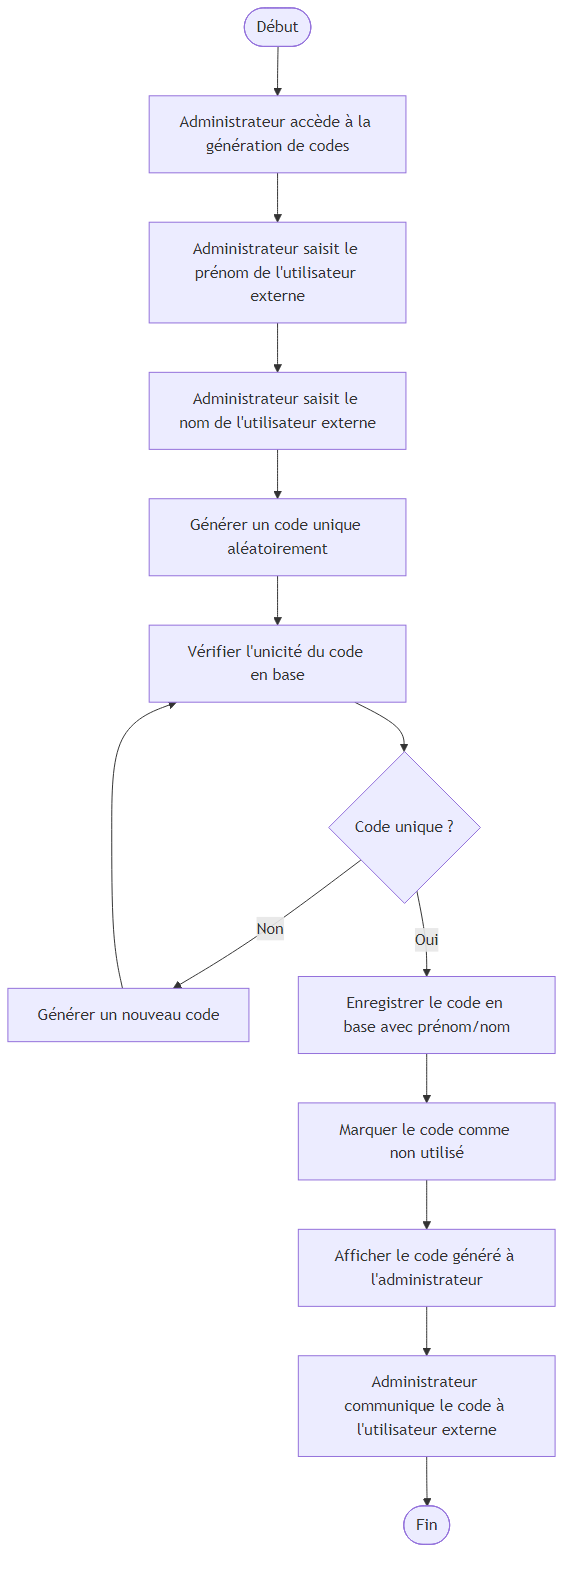 Début
Administrateur accède à la
génération de codes
Administrateur saisit le
prénom de l'utilisateur
externe
Administrateur saisit le
nom de l'utilisateur externe
Générer un code unique
aléatoirement
Vérifier l'unicité du code
en base
Code unique ?
Non
Oui
Générer un nouveau code
Enregistrer le code en
base avec prénom/nom
Marquer le code comme
non utilisé
Afficher le code généré à
l'administrateur
Administrateur
communique le code à
l'utilisateur externe
Fin